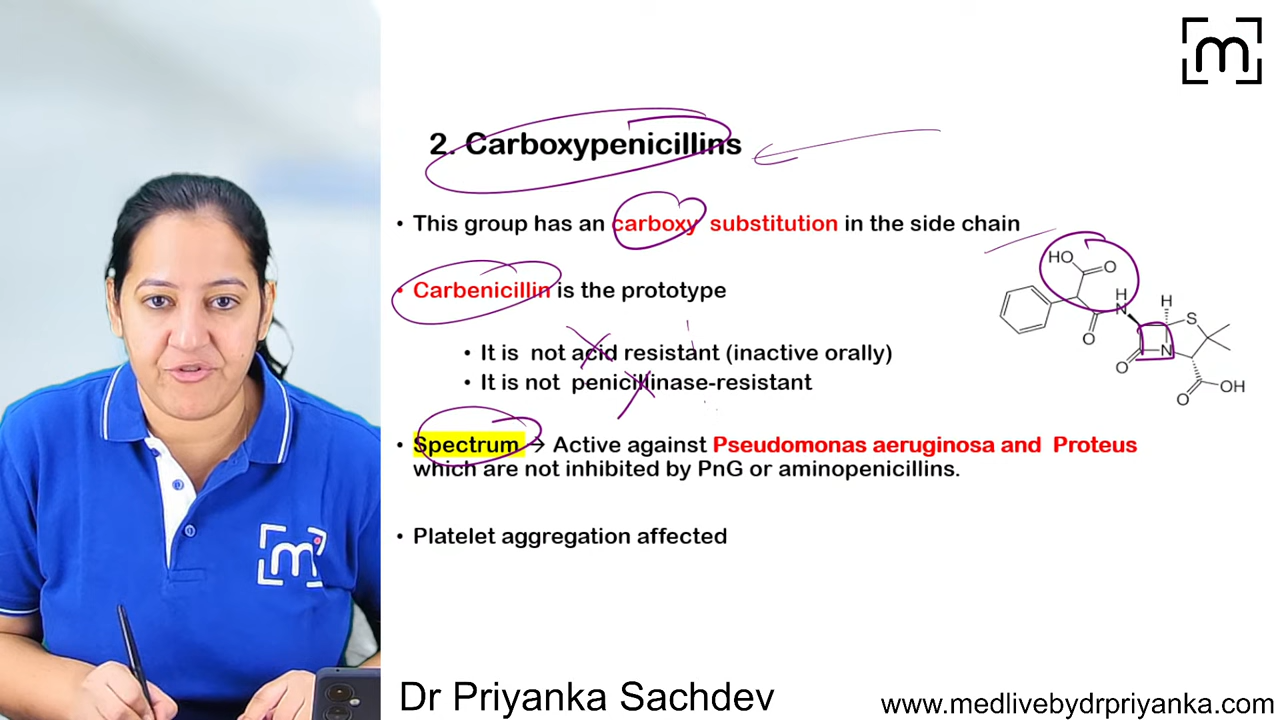 m
2. Carboxypenicillins
• This group has an carboxy substitution in the side chain
• Carbenicillin is the prototype
• It is not acid resistant (inactive orally)
• It is not penicillinase-resistant
• Spectrum → Active against Pseudomonas aeruginosa and Proteus
which are not inhibited by PnG or aminopenicillins.
• Platelet aggregation affected
HO
O
H
N
H
S
O
N
O
O
OH
m
Dr Priyanka Sachdev
www.medlivebydrpriyanka.com